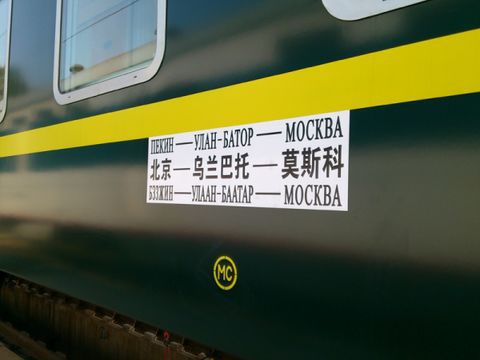 ПЕКИН — УЛАН-БАТОР — МОСКВА
北京 — 乌兰巴托 — 莫斯科
БЭЭЖИН — УЛААН-БААТАР — МОСКВА
МС